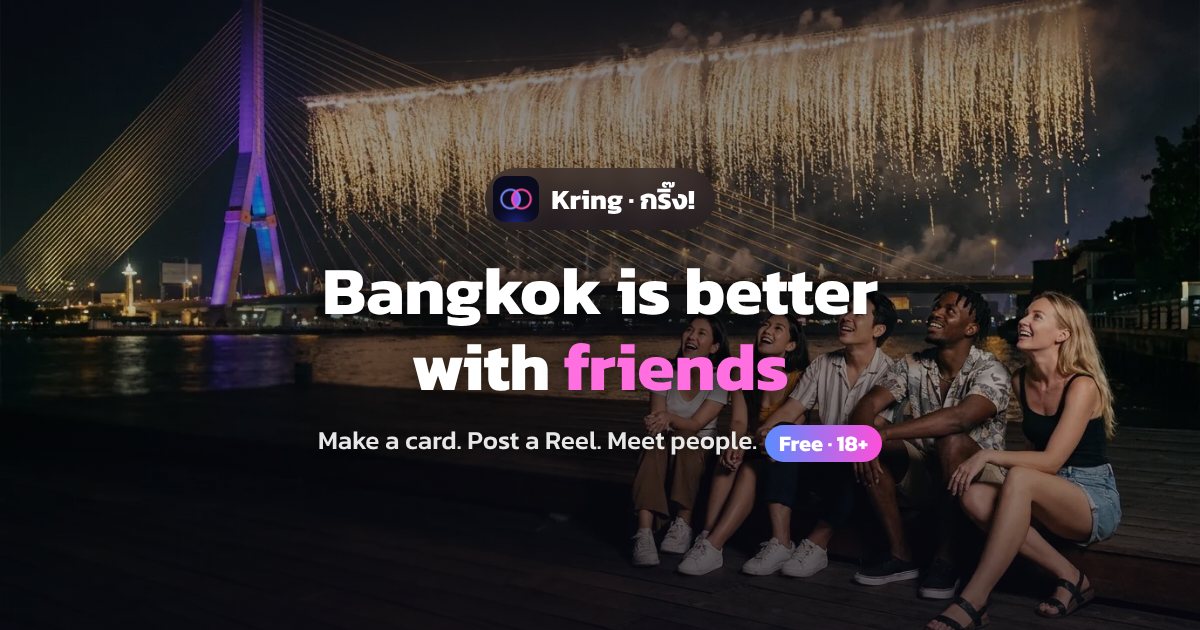 Kring · กริ๊ง!
Bangkok is better
with friends
Make a card. Post a Reel. Meet people. Free · 18+